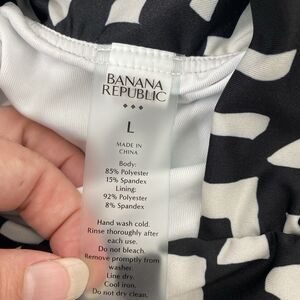 BANANA
REPUBLIC
L
MADE IN
CHINA
Body:
85% Polyester
15% Spandex
Lining:
92% Polyester
8% Spandex
Hand wash cold.
Rinse thoroughly after
each use.
Do not bleach.
Remove promptly from
washer.
Line dry.
Cool iron.
Do not dry